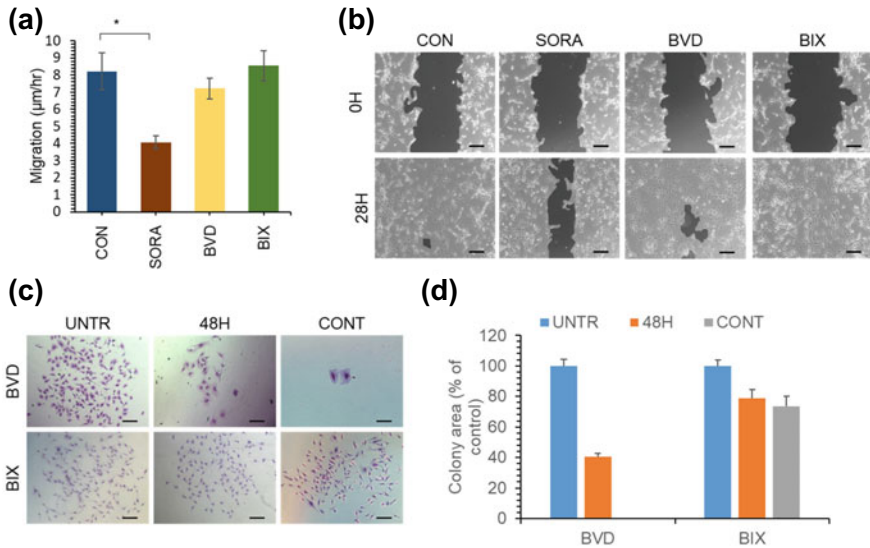 (a)
*
Migration (µm/hr)
10
9
8
7
6
5
4
3
2
1
0
CON
SORA
BVD
BIX
(b)
CON SORA BVD BIX
0H
28H
(c)
UNTR 48H CONT
BVD
BIX
(d)
UNTR 48H CONT
Colony area (% of
control)
120
100
80
60
40
20
0
BVD BIX